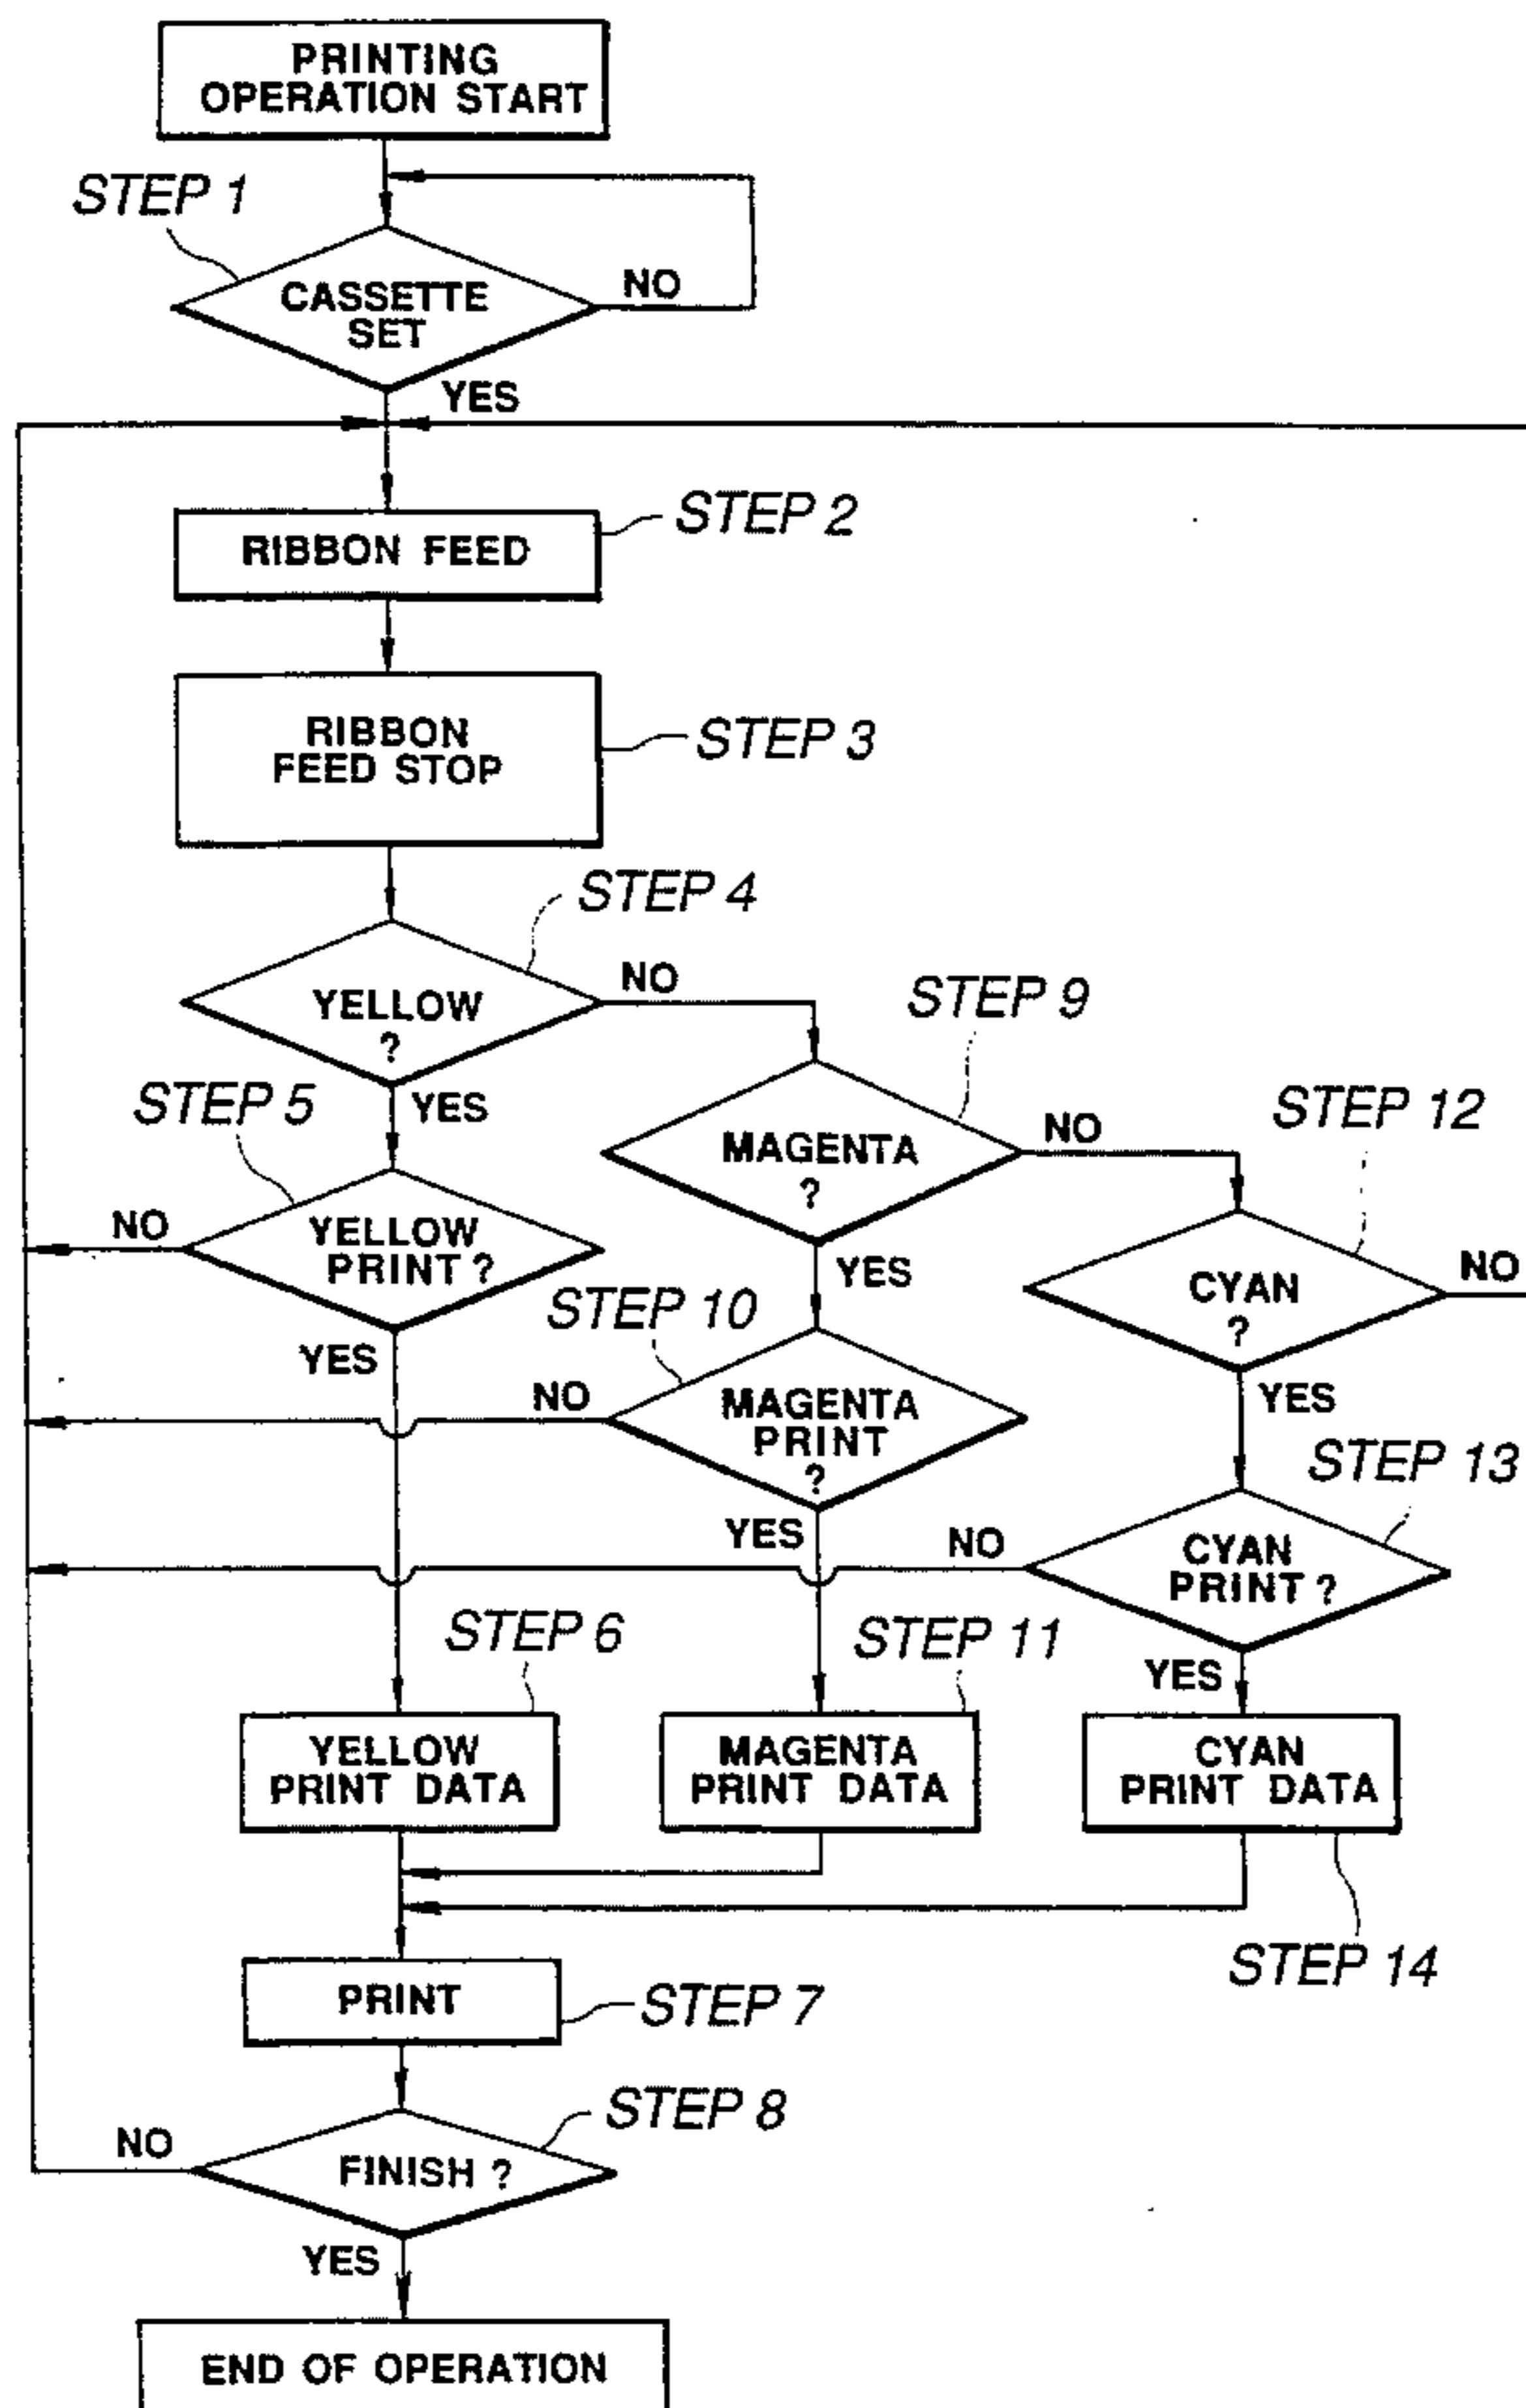 PRINTING
OPERATION START
STEP 1
CASSETTE
SET
NO
YES
RIBBON FEED
STEP 2
RIBBON
FEED STOP
STEP 3
STEP 4
YELLOW
?
NO
YES
STEP 9
MAGENTA
?
NO
YES
STEP 12
CYAN
?
NO
YES
STEP 5
YELLOW
PRINT ?
NO
YES
STEP 10
MAGENTA
PRINT
?
NO
YES
STEP 13
CYAN
PRINT ?
NO
YES
STEP 6
YELLOW
PRINT DATA
STEP 11
MAGENTA
PRINT DATA
CYAN
PRINT DATA
STEP 14
PRINT
STEP 7
STEP 8
FINISH ?
NO
YES
END OF OPERATION